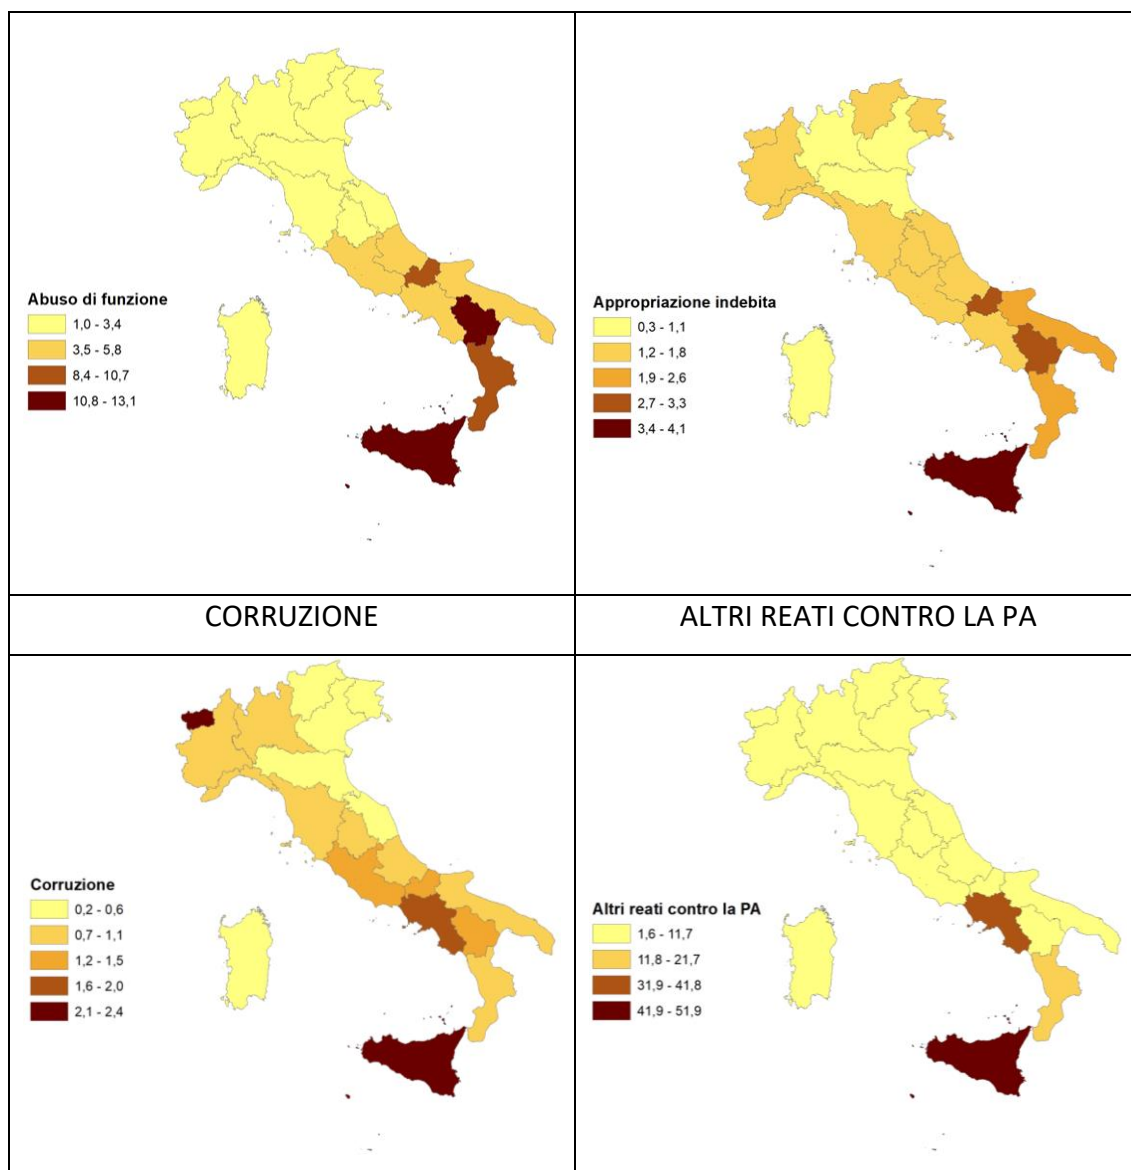 Abuso di funzione
1,0 - 3,4
3,5 - 5,8
8,4 - 10,7
10,8 - 13,1
Appropriazione indebita
0,3 - 1,1
1,2 - 1,8
1,9 - 2,6
2,7 - 3,3
3,4 - 4,1
CORRUZIONE
ALTRI REATI CONTRO LA PA
Corruzione
0,2 - 0,6
0,7 - 1,1
1,2 - 1,5
1,6 - 2,0
2,1 - 2,4
Altri reati contro la PA
1,6 - 11,7
11,8 - 21,7
31,9 - 41,8
41,9 - 51,9